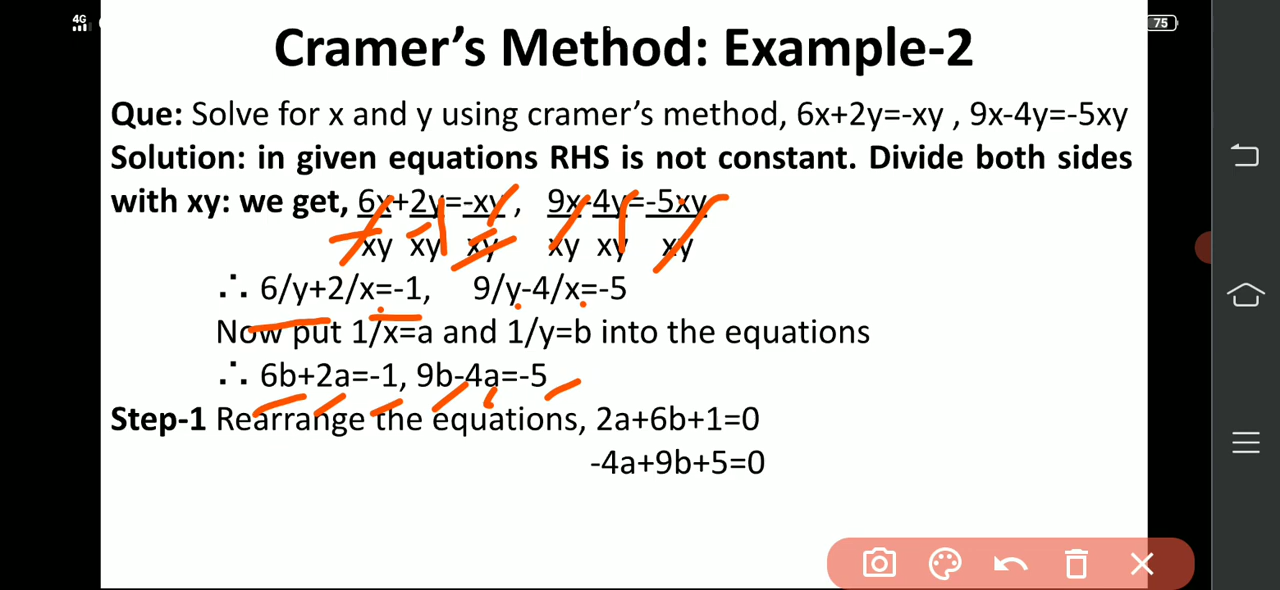 4G
75
Cramer's Method: Example-2
Que: Solve for x and y using cramer's method, 6x+2y=-xy , 9x-4y=-5xy
Solution: in given equations RHS is not constant. Divide both sides
with xy: we get, 6x+2y=-xy , 9x-4y=-5xy
xy xy xy xy xy xy
∴ 6/y+2/x=-1, 9/y-4/x=-5
Now put 1/x=a and 1/y=b into the equations
∴ 6b+2a=-1, 9b-4a=-5
Step-1 Rearrange the equations, 2a+6b+1=0
-4a+9b+5=0